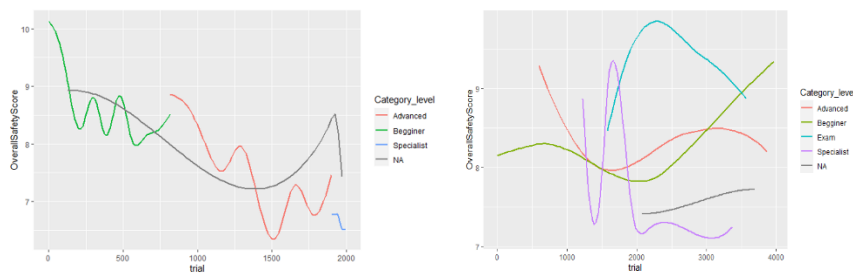 10
9
8
7
OverallSafetyScore
0
500
1000
1500
2000
trial
Category_level
Advanced
Begginer
Specialist
NA
9
8
7
OverallSafetyScore
0
1000
2000
3000
4000
trial
Category_level
Advanced
Begginer
Exam
Specialist
NA